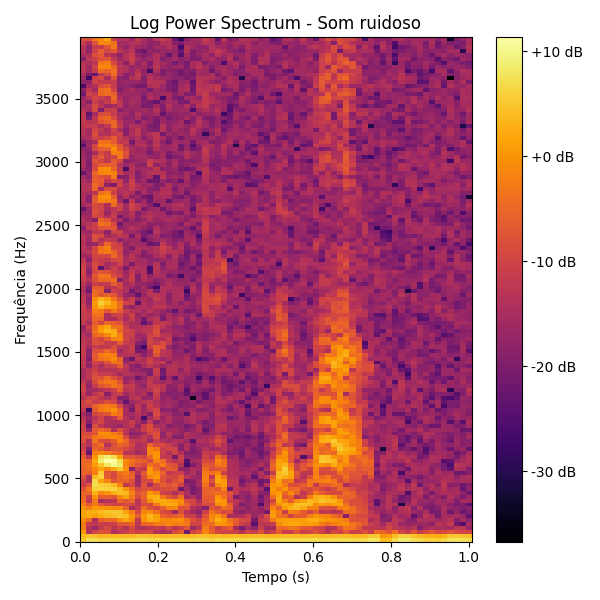 Log Power Spectrum - Som ruidoso
Frequência (Hz)
3500
3000
2500
2000
1500
1000
500
0
0.0 0.2 0.4 0.6 0.8 1.0
Tempo (s)
+10 dB
+0 dB
-10 dB
-20 dB
-30 dB